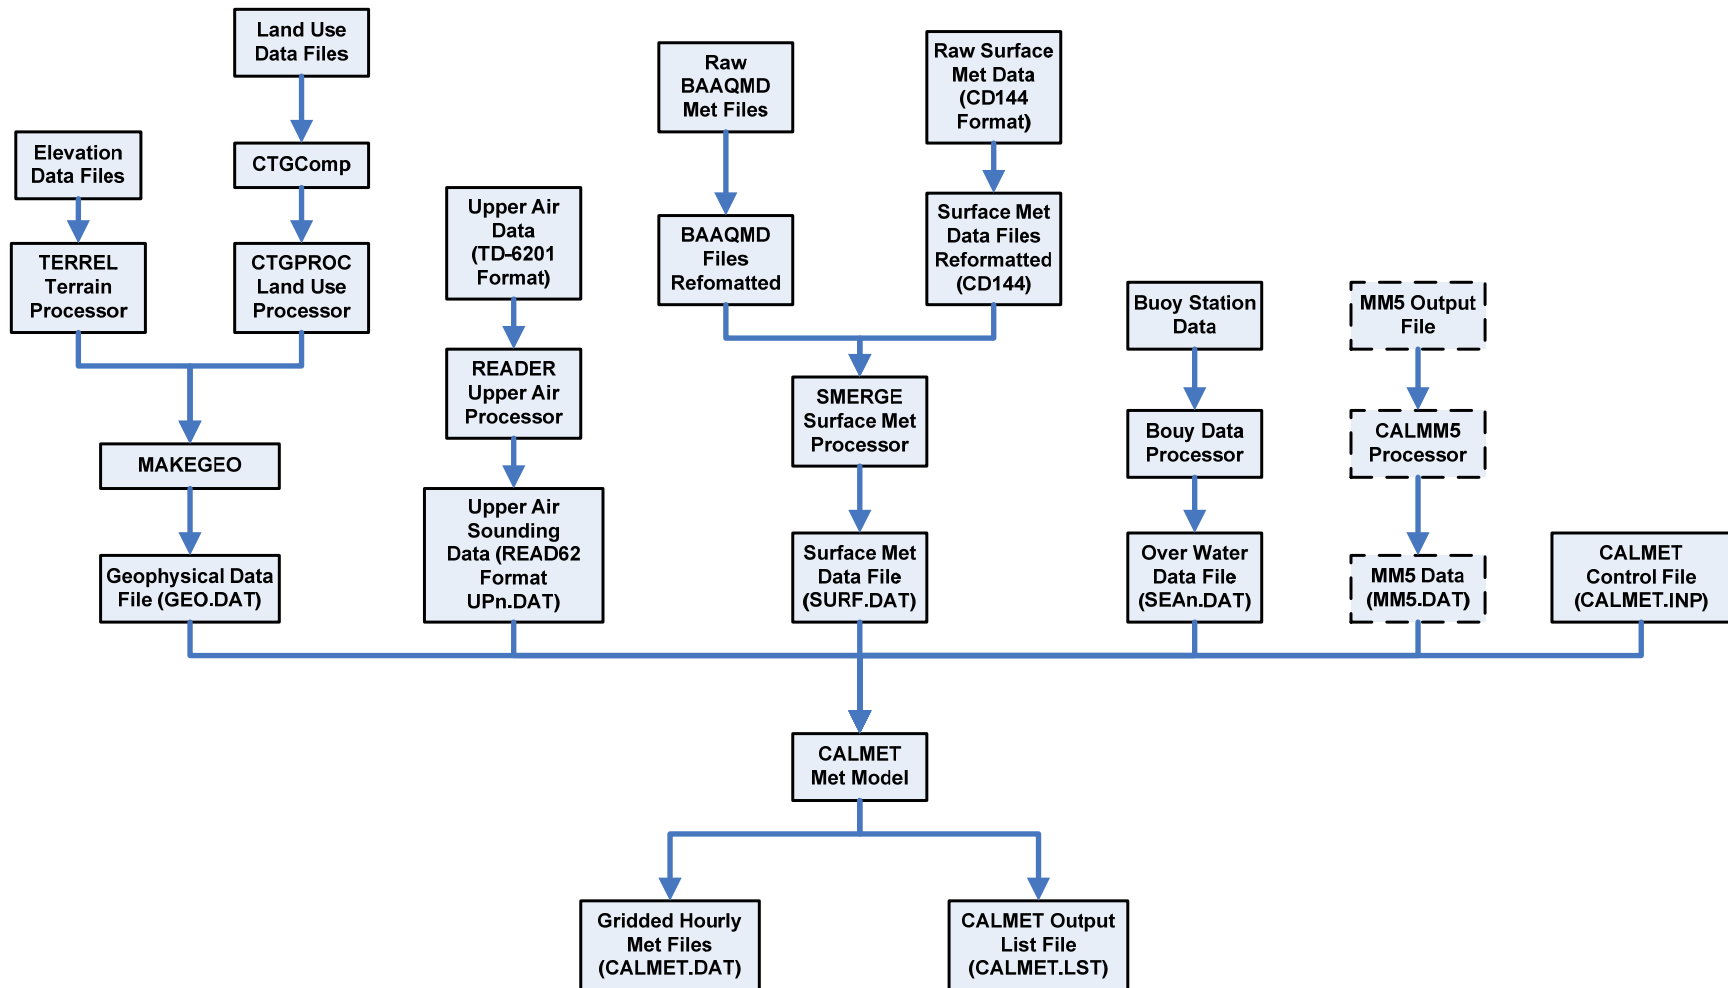 Land Use
Data Files
Raw
BAAQMD
Met Files
Raw Surface
Met Data
(CD144
Format)
Elevation
Data Files
CTGComp
Upper Air
Data
(TD-6201
Format)
BAAQMD
Files
Refomatted
Surface Met
Data Files
Reformatted
(CD144)
TERREL
Terrain
Processor
CTGPROC
Land Use
Processor
Buoy Station
Data
MM5 Output
File
READER
Upper Air
Processor
SMERGE
Surface Met
Processor
Bouy Data
Processor
CALMM5
Processor
MAKEGEO
Upper Air
Sounding
Data (READ62
Format
UPn.DAT)
Geophysical Data
File (GEO.DAT)
Surface Met
Data File
(SURF.DAT)
Over Water
Data File
(SEAn.DAT)
MM5 Data
(MM5.DAT)
CALMET
Control File
(CALMET.INP)
CALMET
Met Model
Gridded Hourly
Met Files
(CALMET.DAT)
CALMET Output
List File
(CALMET.LST)